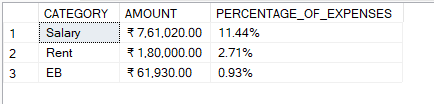 CATEGORY AMOUNT PERCENTAGE_OF_EXPENSES
1 Salary ₹ 7,61,020.00 11.44%
2 Rent ₹ 1,80,000.00 2.71%
3 EB ₹ 61,930.00 0.93%